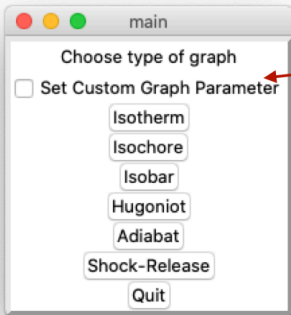 main
Choose type of graph
Set Custom Graph Parameter
Isotherm
Isochore
Isobar
Hugoniot
Adiabat
Shock-Release
Quit